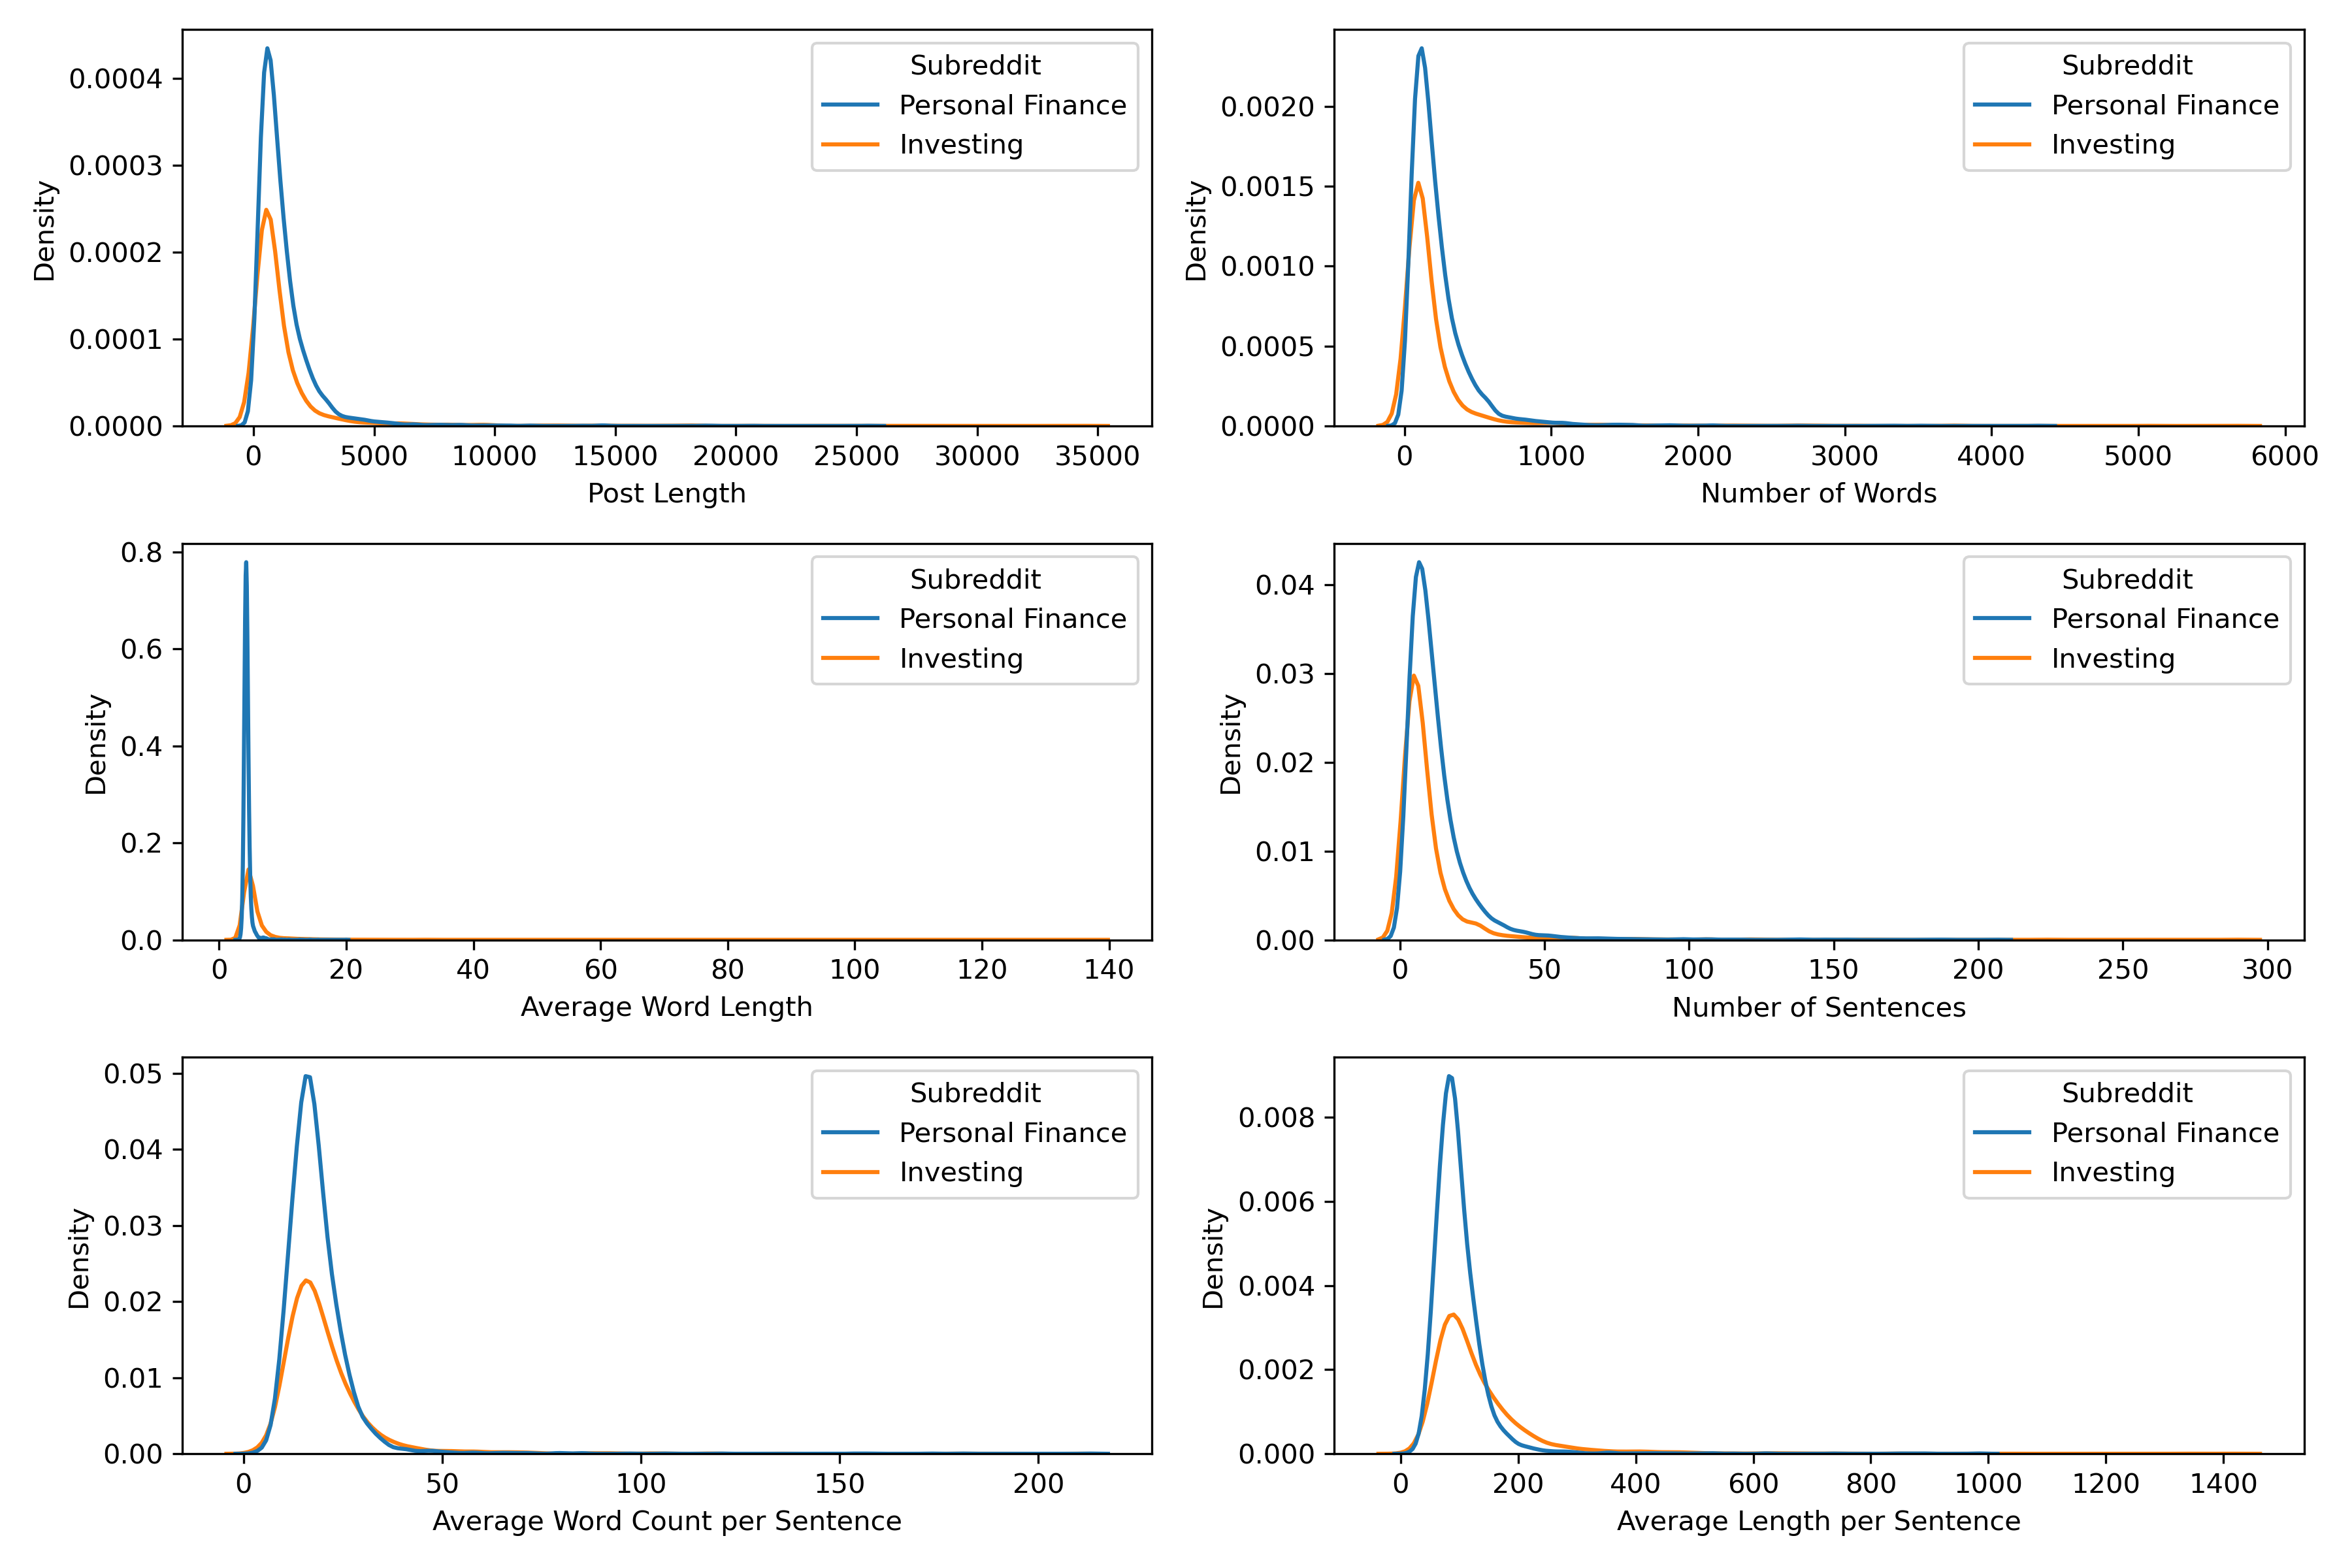 Density
0.0004
0.0003
0.0002
0.0001
0.0000
Subreddit
Personal Finance
Investing
0 5000 10000 15000 20000 25000 30000 35000
Post Length
Density
0.0020
0.0015
0.0010
0.0005
0.0000
Subreddit
Personal Finance
Investing
0 1000 2000 3000 4000 5000 6000
Number of Words
Density
0.8
0.6
0.4
0.2
0.0
Subreddit
Personal Finance
Investing
0 20 40 60 80 100 120 140
Average Word Length
Density
0.04
0.03
0.02
0.01
0.00
Subreddit
Personal Finance
Investing
0 50 100 150 200 250 300
Number of Sentences
Density
0.05
0.04
0.03
0.02
0.01
0.00
Subreddit
Personal Finance
Investing
0 50 100 150 200
Average Word Count per Sentence
Density
0.008
0.006
0.004
0.002
0.000
Subreddit
Personal Finance
Investing
0 200 400 600 800 1000 1200 1400
Average Length per Sentence